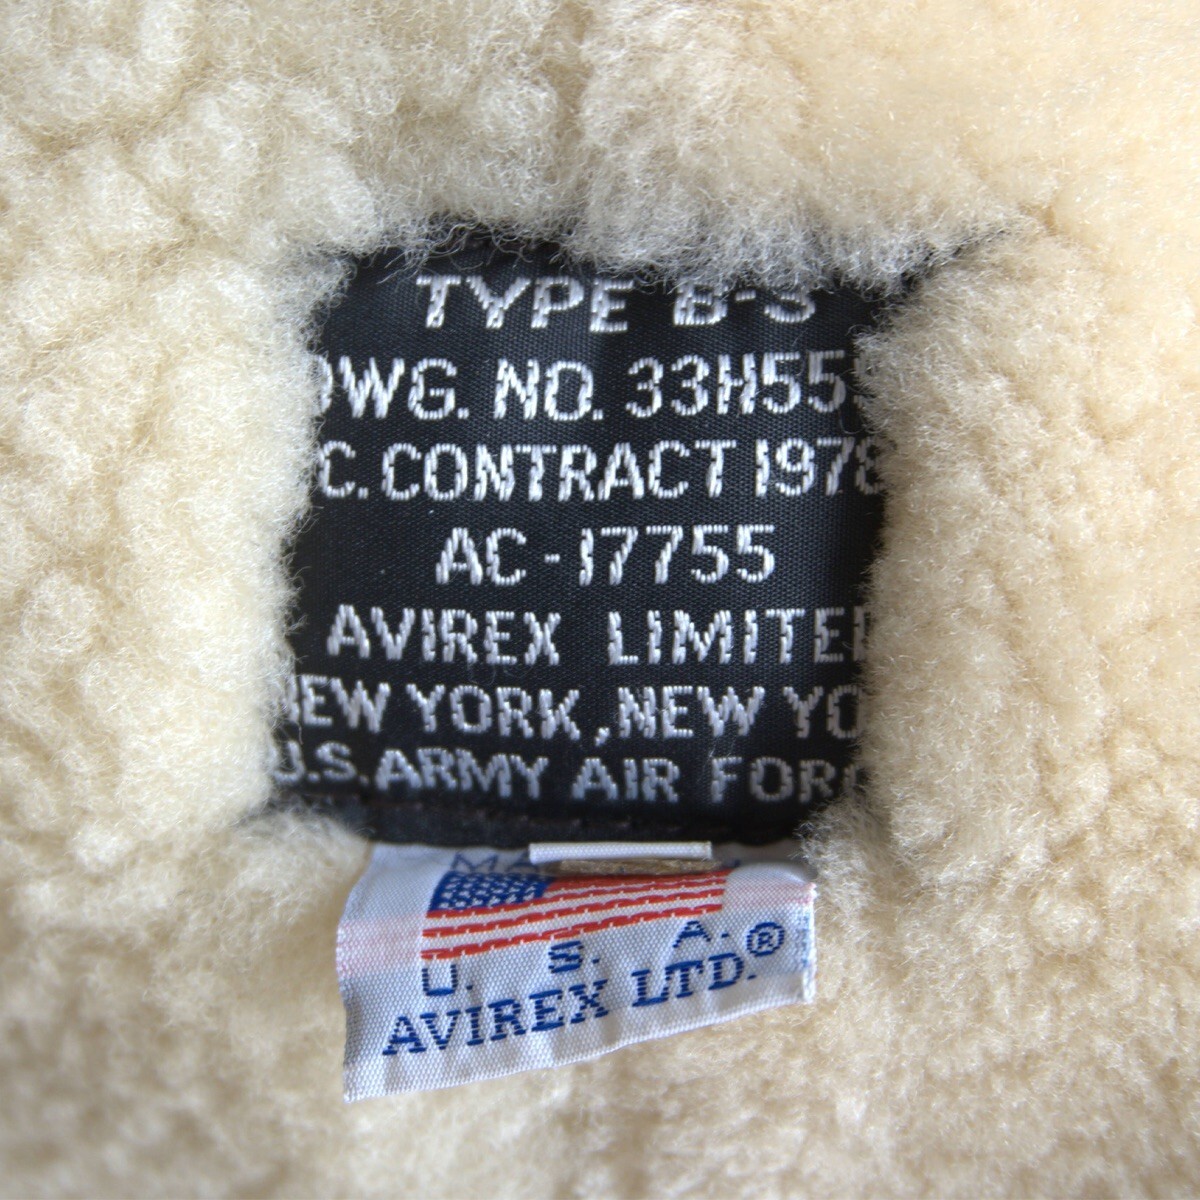 TYPE B-3
DWG. NO. 33H555
C. CONTRACT 1978
AC-17755
AVIREX LIMITED
NEW YORK, NEW YO
U.S. ARMY AIR FORC
MA
U. S. A.
AVIREX LTD.®